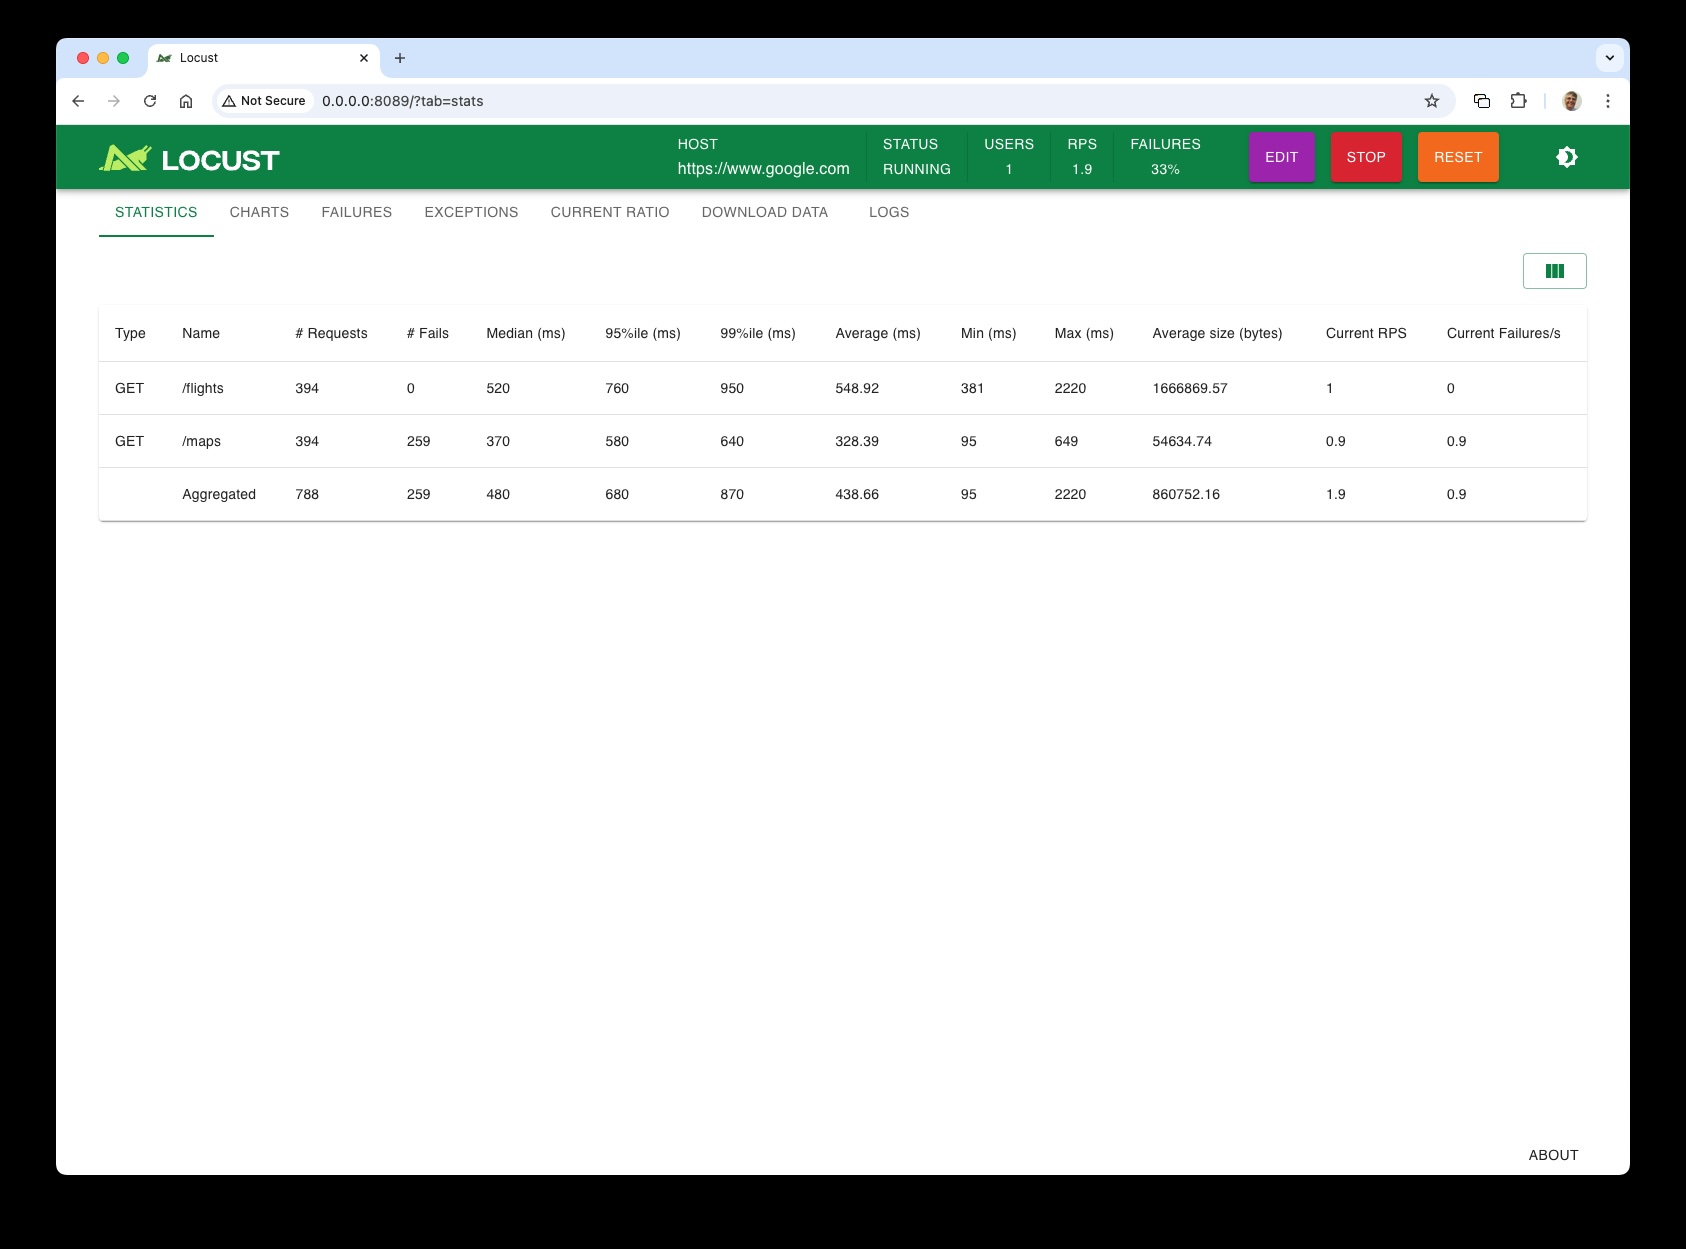 Locust
Not Secure 0.0.0.0:8089/?tab=stats
LOCUST
HOST
https://www.google.com
STATUS
RUNNING
USERS
1
RPS
1.9
FAILURES
33%
EDIT
STOP
RESET
STATISTICS CHARTS FAILURES EXCEPTIONS CURRENT RATIO DOWNLOAD DATA LOGS
Type Name # Requests # Fails Median (ms) 95%ile (ms) 99%ile (ms) Average (ms) Min (ms) Max (ms) Average size (bytes) Current RPS Current Failures/s
GET /flights 394 0 520 760 950 548.92 381 2220 1666869.57 1 0
GET /maps 394 259 370 580 640 328.39 95 649 54634.74 0.9 0.9
Aggregated 788 259 480 680 870 438.66 95 2220 860752.16 1.9 0.9
ABOUT